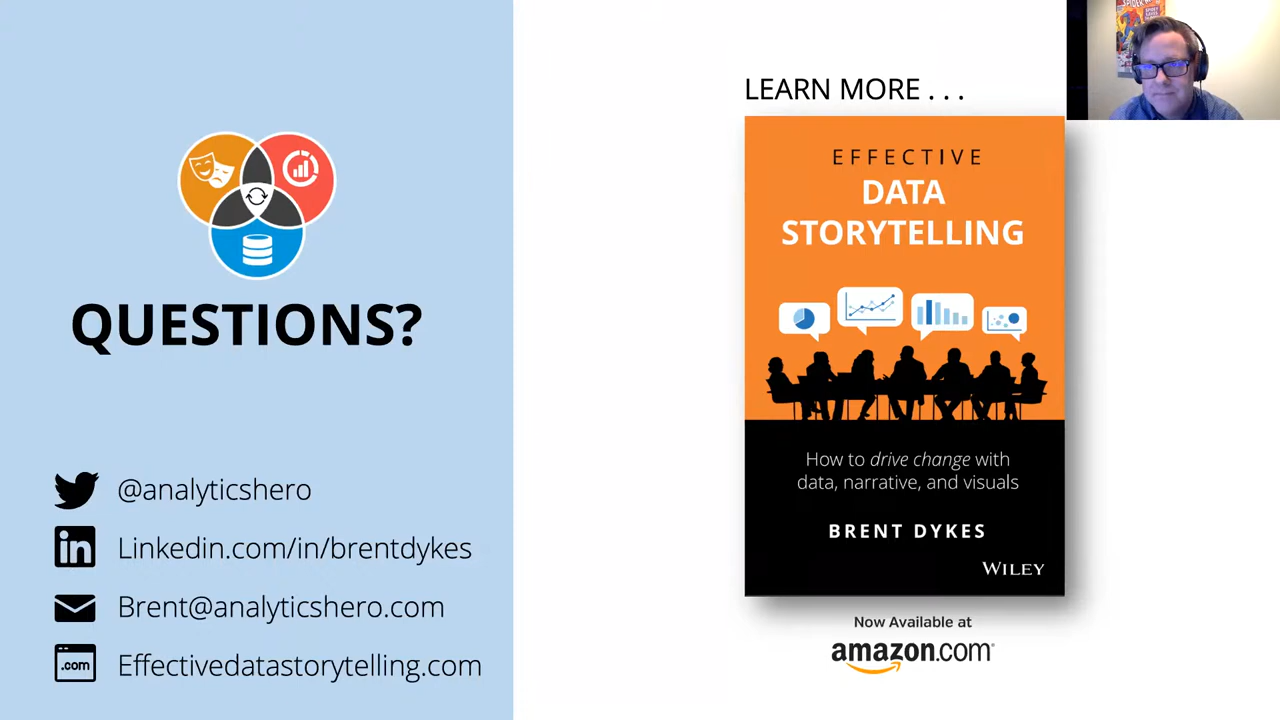 QUESTIONS?
@analyticshero
Linkedin.com/in/brentdykes
Brent@analyticshero.com
.com
Effectivedatastorytelling.com
LEARN MORE . . .
EFFECTIVE
DATA
STORYTELLING
How to drive change with
data, narrative, and visuals
BRENT DYKES
WILEY
Now Available at
amazon.com